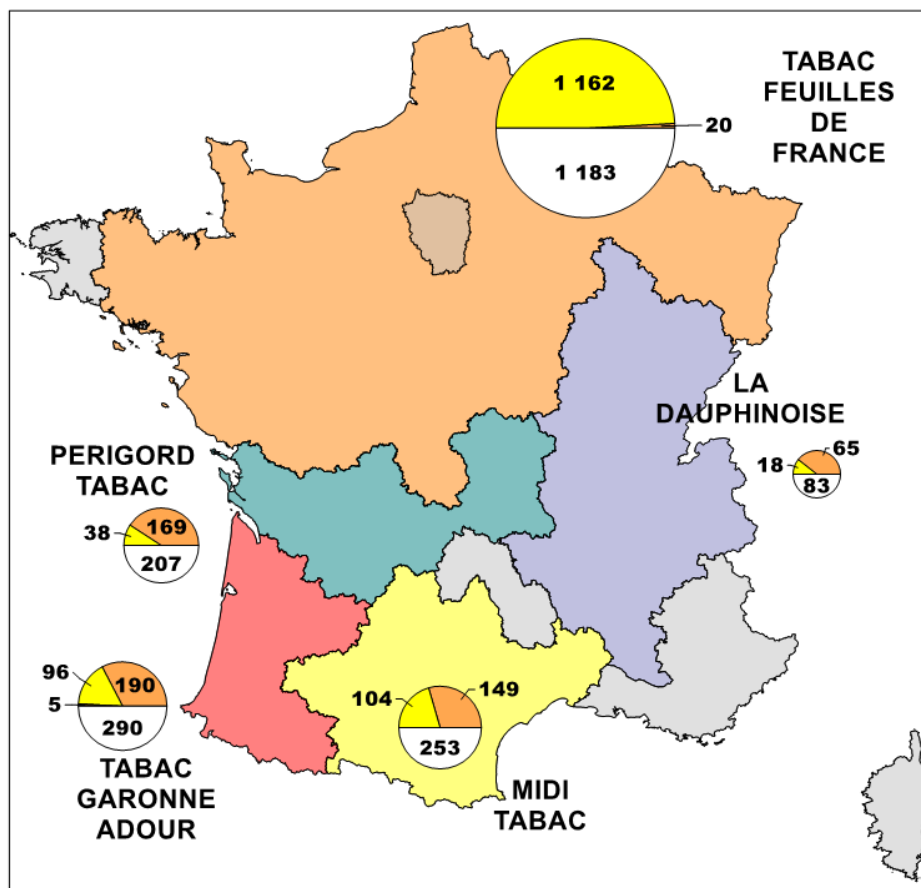 TABAC
FEUILLES
DE
FRANCE
1 162
20
1 183
LA
DAUPHINOISE
65
18
83
PERIGORD
TABAC
38
169
207
96
190
5
290
TABAC
GARONNE
ADOUR
104
149
253
MIDI
TABAC